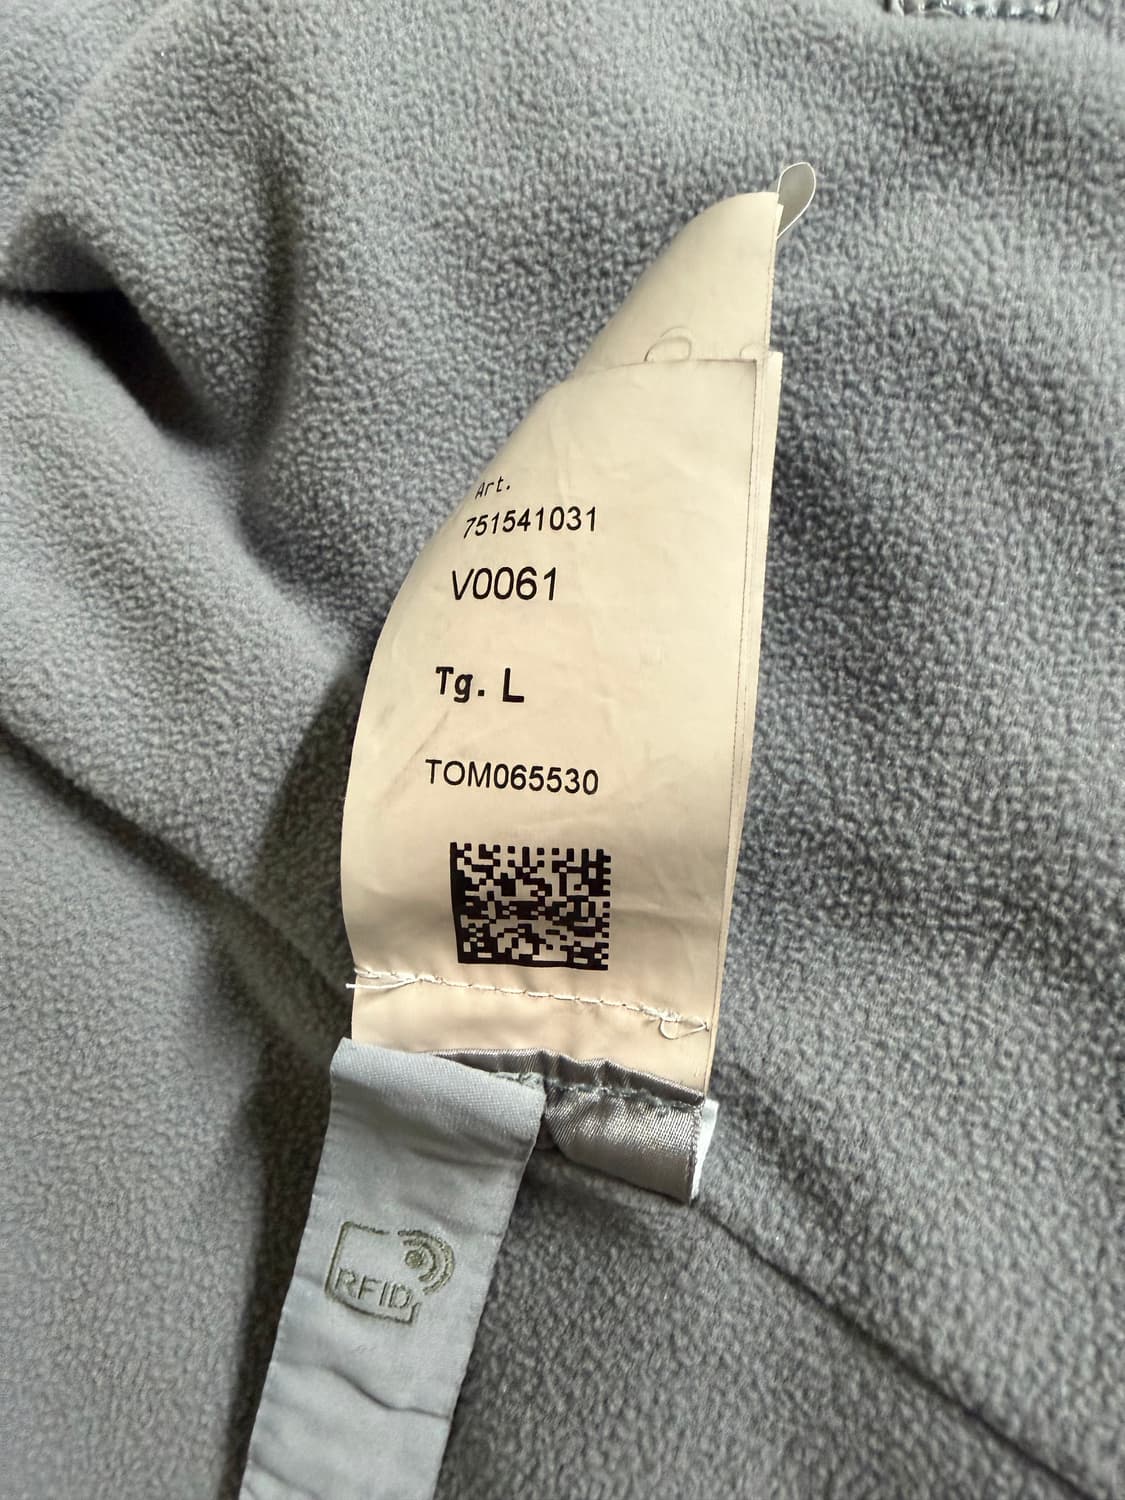 Art.
751541031
V0061
Tg. L
TOM065530
RFID